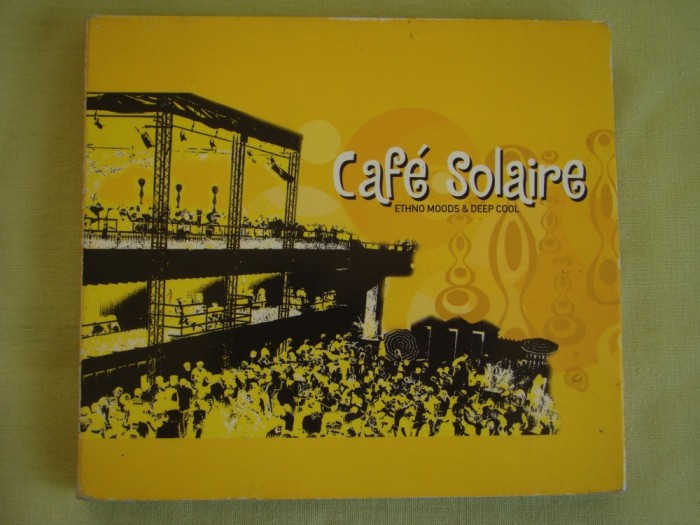 Café Solaire
ETHNO MOODS & DEEP COOL